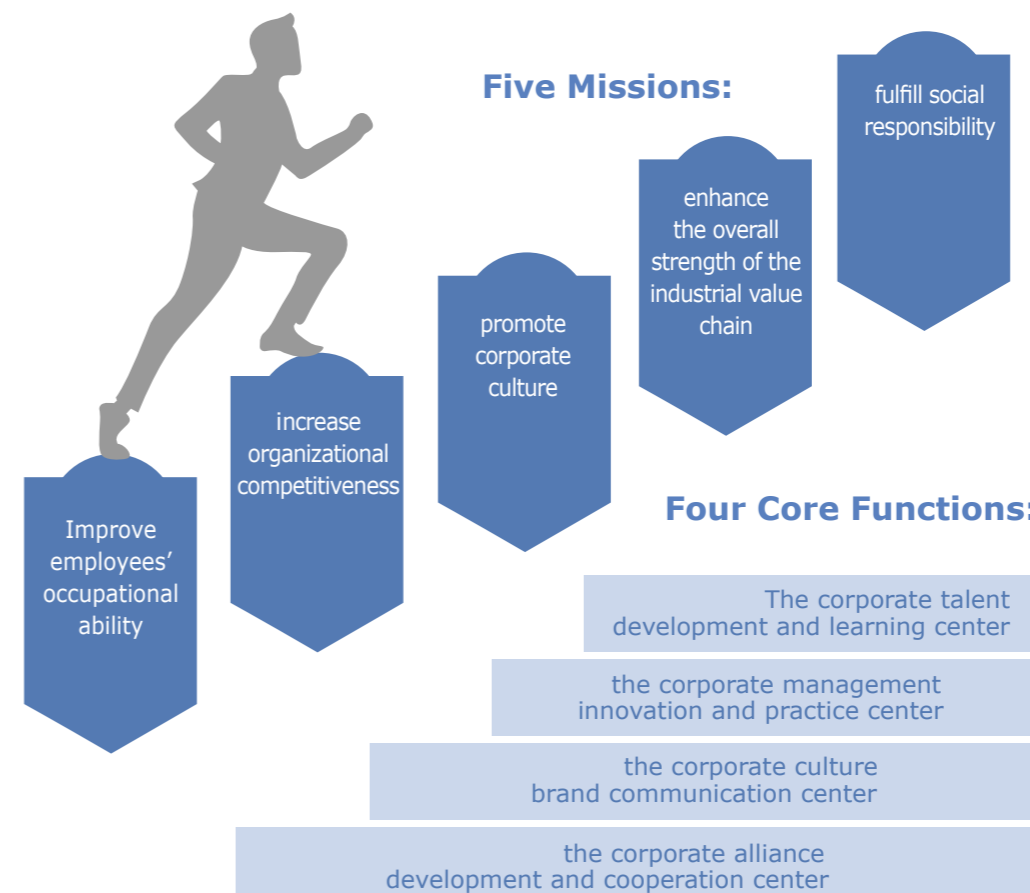 Five Missions:
Improve
employees’
occupational
ability
increase
organizational
competitiveness
promote
corporate
culture
enhance
the overall
strength of the
industrial value
chain
fulfill social
responsibility
Four Core Functions:
The corporate talent
development and learning center
the corporate management
innovation and practice center
the corporate culture
brand communication center
the corporate alliance
development and cooperation center